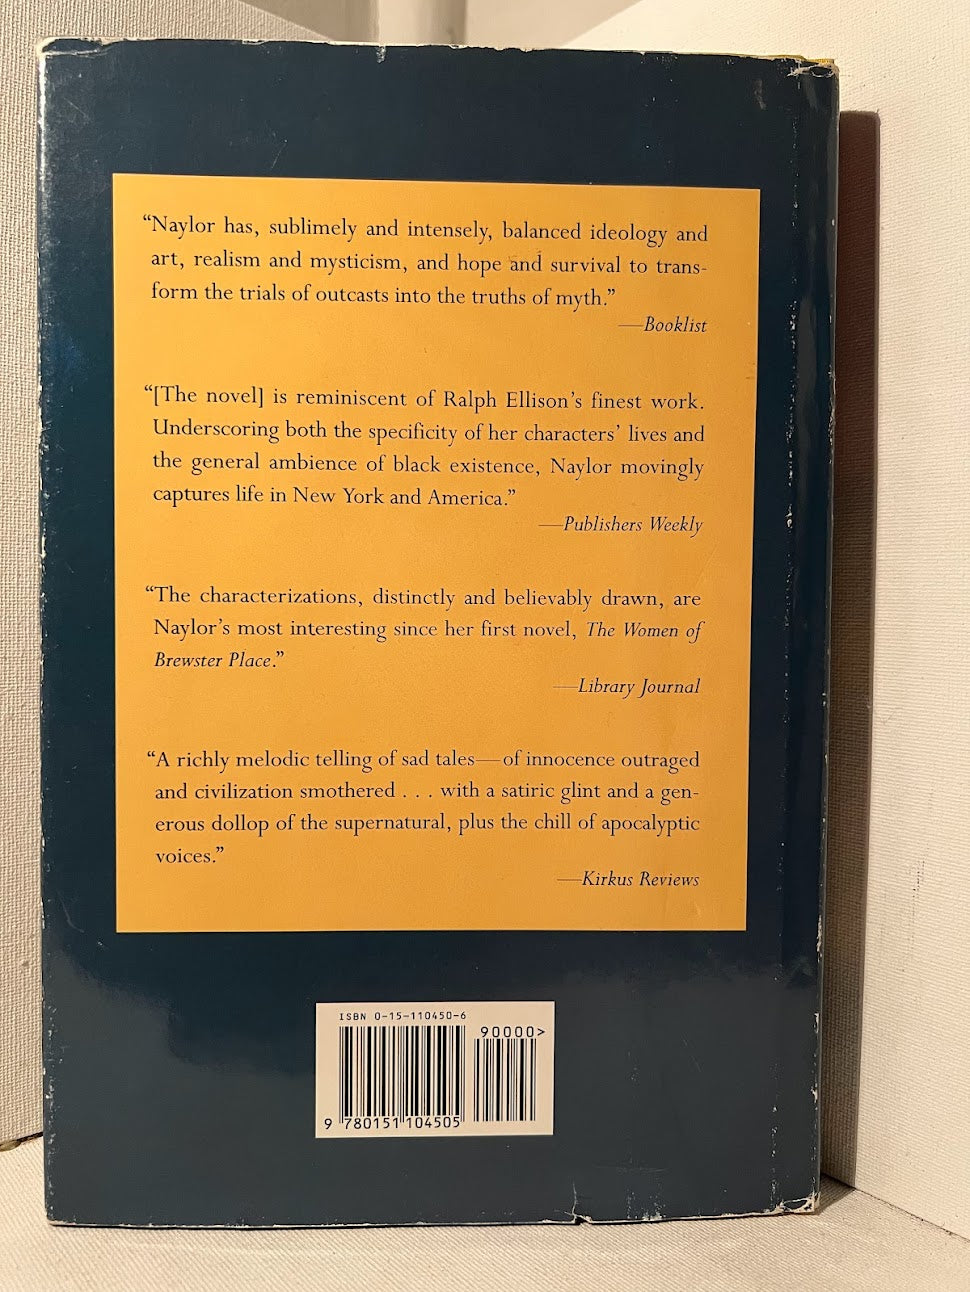 “Naylor has, sublimely and intensely, balanced ideology and
art, realism and mysticism, and hope and survival to trans-
form the trials of outcasts into the truths of myth.”
—Booklist
“[The novel] is reminiscent of Ralph Ellison’s finest work.
Underscoring both the specificity of her characters’ lives and
the general ambience of black existence, Naylor movingly
captures life in New York and America.”
—Publishers Weekly
“The characterizations, distinctly and believably drawn, are
Naylor’s most interesting since her first novel, The Women of
Brewster Place.”
—Library Journal
“A richly melodic telling of sad tales—of innocence outraged
and civilization smothered . . . with a satiric glint and a gen-
erous dollop of the supernatural, plus the chill of apocalyptic
voices.”
—Kirkus Reviews
ISBN 0-15-110450-6
90000>
9 780151 104505